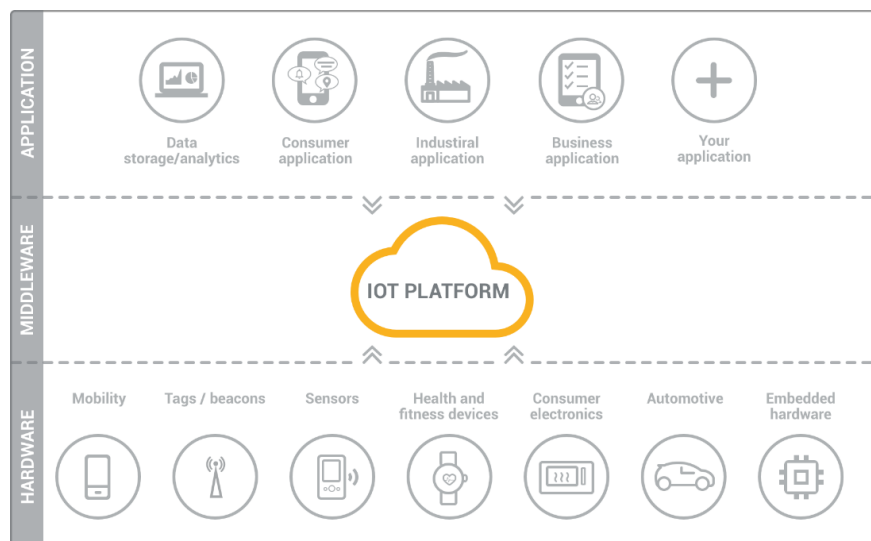 APPLICATION
Data
storage/analytics
Consumer
application
Industiral
application
Business
application
Your
application
MIDDLEWARE
IOT PLATFORM
HARDWARE
Mobility
Tags / beacons
Sensors
Health and
fitness devices
Consumer
electronics
Automotive
Embedded
hardware